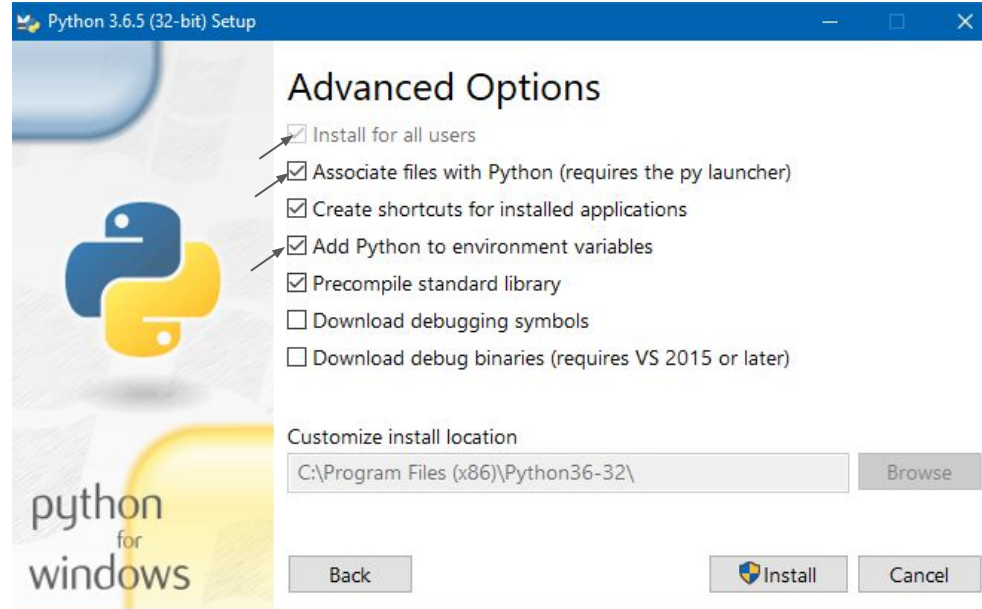 Python 3.6.5 (32-bit) Setup
Advanced Options
Install for all users
Associate files with Python (requires the py launcher)
Create shortcuts for installed applications
Add Python to environment variables
Precompile standard library
Download debugging symbols
Download debug binaries (requires VS 2015 or later)
Customize install location
C:\Program Files (x86)\Python36-32\ Browse
python
for
windows
Back Install Cancel